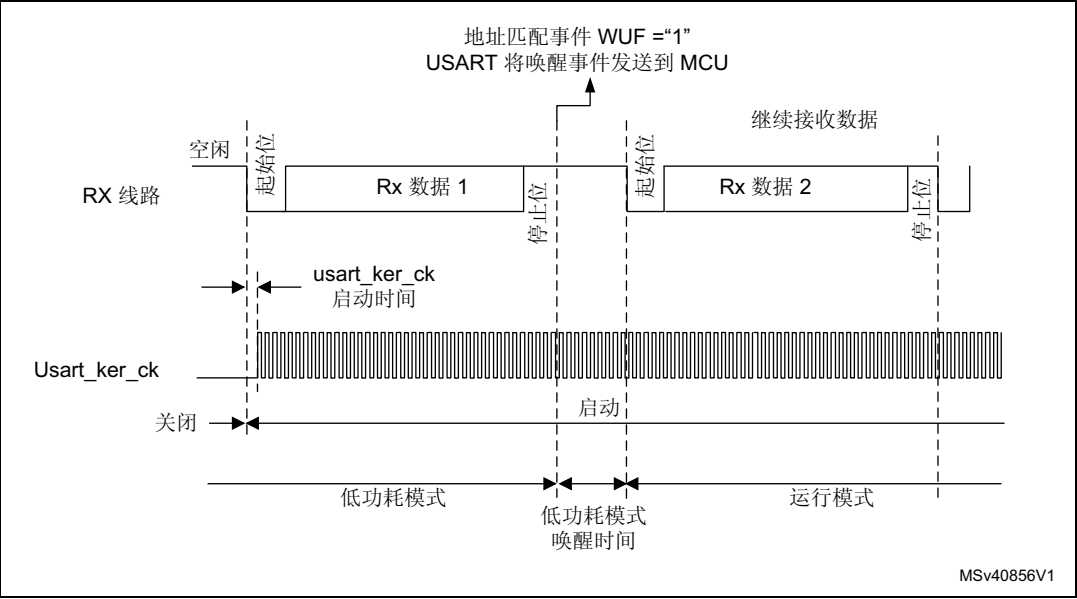 地址匹配事件 WUF =“1”
USART 将唤醒事件发送到 MCU
继续接收数据
空闲
起始位
起始位
RX 线路
Rx 数据 1
Rx 数据 2
停止位
停止位
usart_ker_ck
启动时间
Usart_ker_ck
启动
关闭
低功耗模式
运行模式
低功耗模式
唤醒时间
MSv40856V1